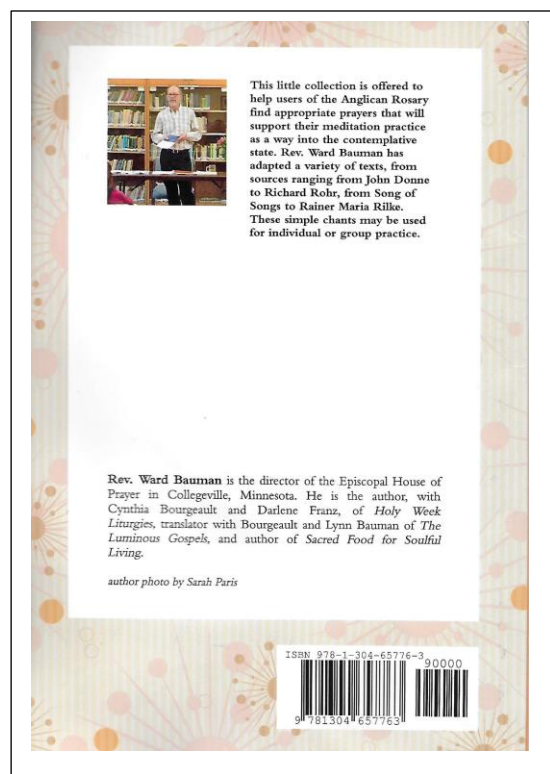 This little collection is offered to
help users of the Anglican Rosary
find appropriate prayers that will
support their meditation practice
as a way into the contemplative
state. Rev. Ward Bauman has
adapted a variety of texts, from
sources ranging from John Donne
to Richard Rohr, from Song of
Songs to Rainer Maria Rilke.
These simple chants may be used
for individual or group practice.
Rev. Ward Bauman is the director of the Episcopal House of
Prayer in Collegeville, Minnesota. He is the author, with
Cynthia Bourgeault and Darlene Franz, of Holy Week
Liturgies, translator with Bourgeault and Lynn Bauman of The
Luminous Gospels, and author of Sacred Food for Soulful
Living.
author photo by Sarah Paris
ISBN 978-1-304-65776-3
90000
9 781304 657763